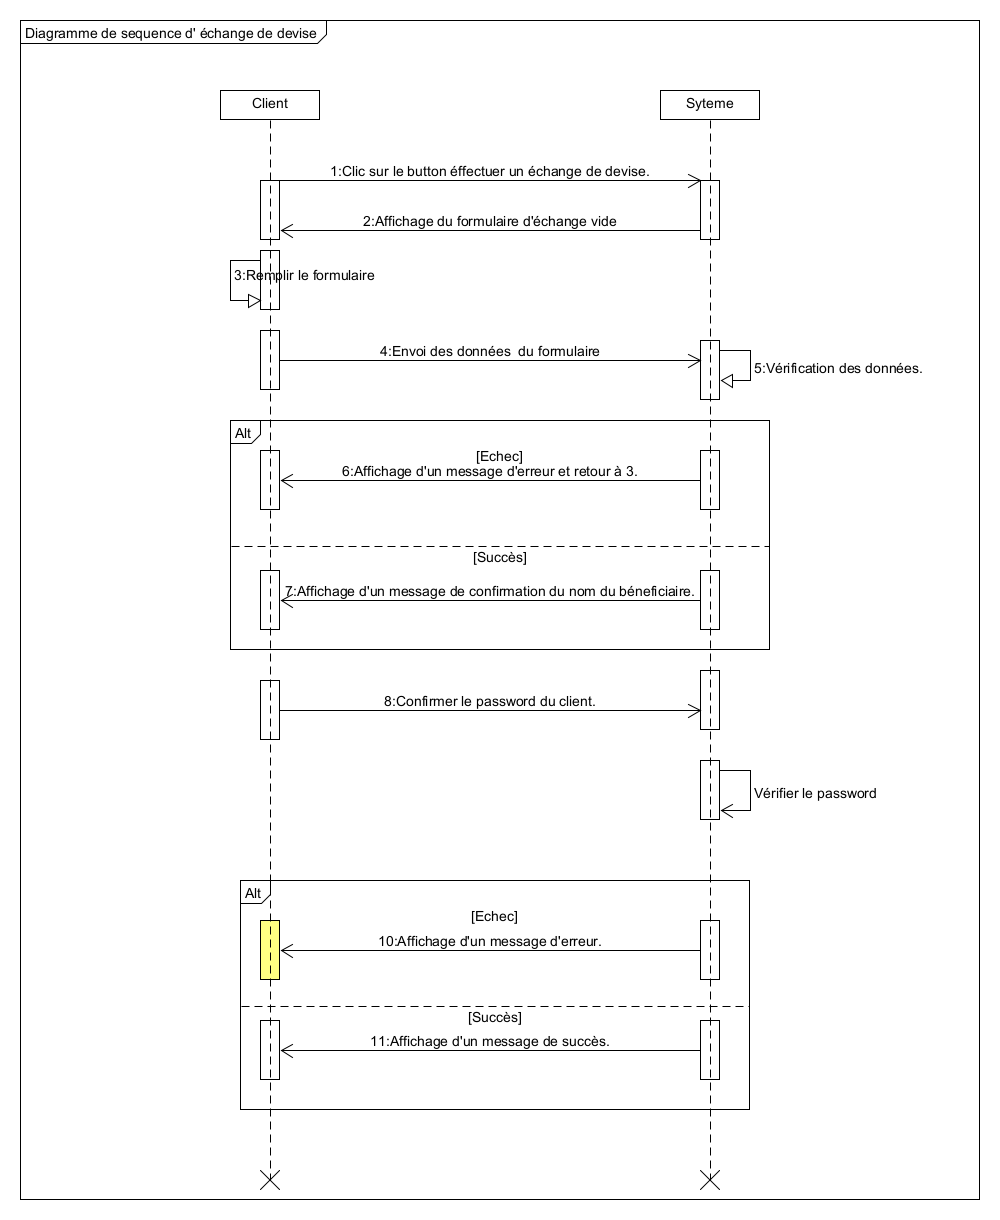 Diagramme de sequence d' échange de devise
Client
Syteme
1:Clic sur le button éffectuer un échange de devise.
2:Affichage du formulaire d'échange vide
3:Remplir le formulaire
4:Envoi des données  du formulaire
5:Vérification des données.
Alt
[Echec]
6:Affichage d'un message d'erreur et retour à 3.
[Succès]
7:Affichage d'un message de confirmation du nom du béneficiaire.
8:Confirmer le password du client.
Vérifier le password
Alt
[Echec]
10:Affichage d'un message d'erreur.
[Succès]
11:Affichage d'un message de succès.